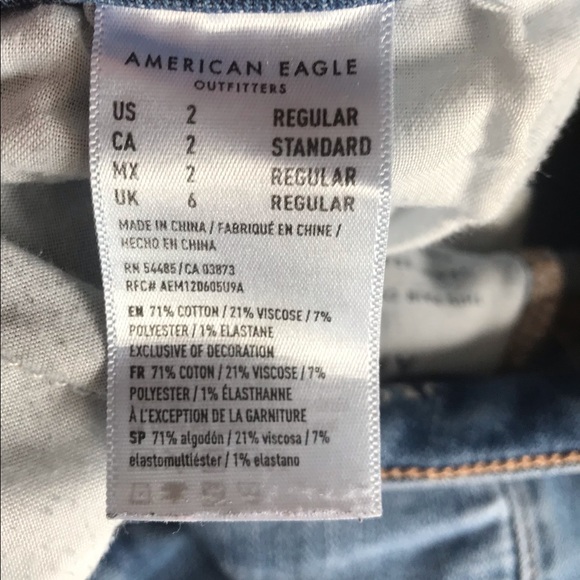 AMERICAN EAGLE
OUTFITTERS
US 2 REGULAR
CA 2 STANDARD
MX 2 REGULAR
UK 6 REGULAR
MADE IN CHINA / FABRIQUÉ EN CHINE /
HECHO EN CHINA
RN 54485/CA 03873
RFC# AEM120605U9A
EN 71% COTTON / 21% VISCOSE / 7%
POLYESTER / 1% ELASTANE
EXCLUSIVE OF DECORATION
FR 71% COTON / 21% VISCOSE / 7%
POLYESTER / 1% ÉLASTHANNE
À L'EXCEPTION DE LA GARNITURE
SP 71% algodón / 21% viscosa / 7%
elastomultiéster / 1% elastano